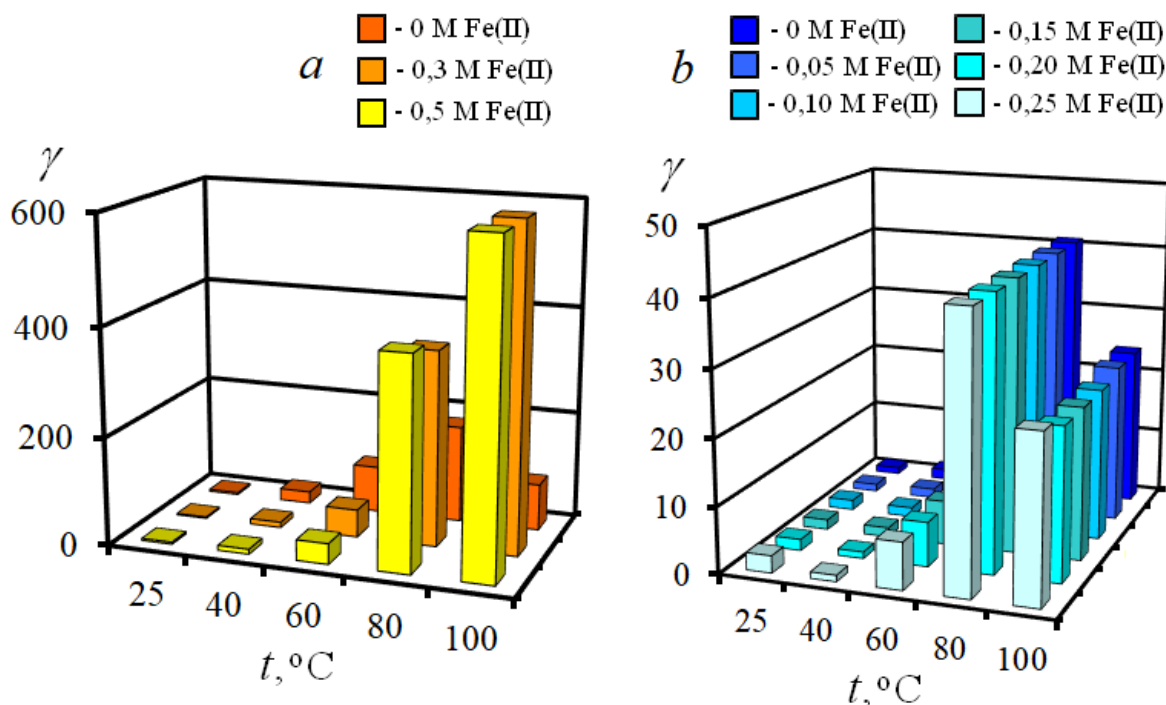 a
- 0 M Fe(II)
- 0,3 M Fe(II)
- 0,5 M Fe(II)
γ
600
400
200
0
25
40
60
80
100
t, °C
b
- 0 M Fe(II)
- 0,05 M Fe(II)
- 0,10 M Fe(II)
- 0,15 M Fe(II)
- 0,20 M Fe(II)
- 0,25 M Fe(II)
γ
50
40
30
20
10
0
25
40
60
80
100
t, °C